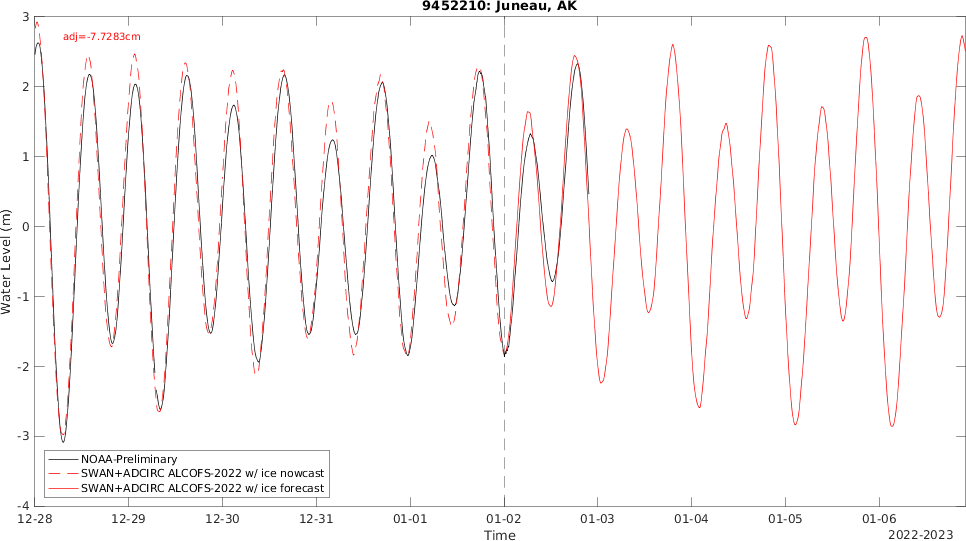 9452210: Juneau, AK
adj=-7.7283cm
3
2
1
0
-1
-2
-3
-4
Water Level (m)
NOAA-Preliminary
SWAN+ADCIRC ALCOFS-2022 w/ ice nowcast
SWAN+ADCIRC ALCOFS-2022 w/ ice forecast
12-28 12-29 12-30 12-31 01-01 01-02 01-03 01-04 01-05 01-06
Time
2022-2023